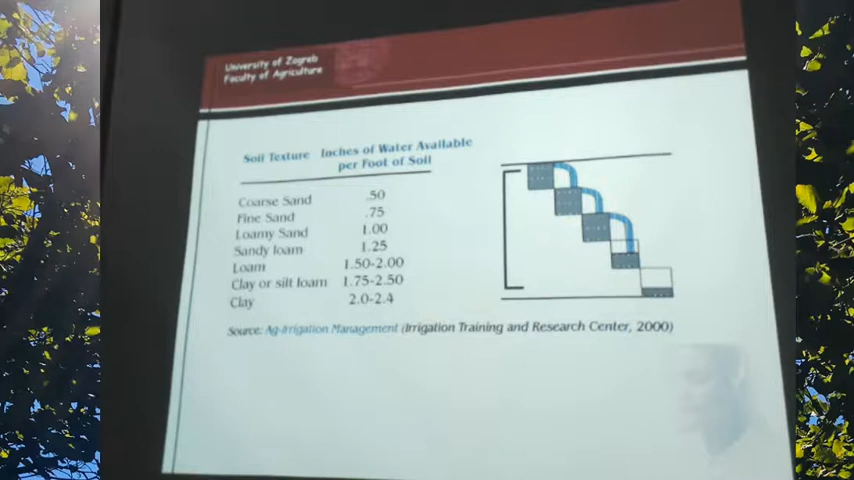 University of Zagreb
Faculty of Agriculture
Soil Texture Inches of Water Available
per Foot of Soil
Coarse Sand .50
Fine Sand .75
Loamy Sand 1.00
Sandy loam 1.25
Loam 1.50-2.00
Clay or silt loam 1.75-2.50
Clay 2.0-2.4
Source: Ag-Irrigation Management (Irrigation Training and Research Center, 2000)